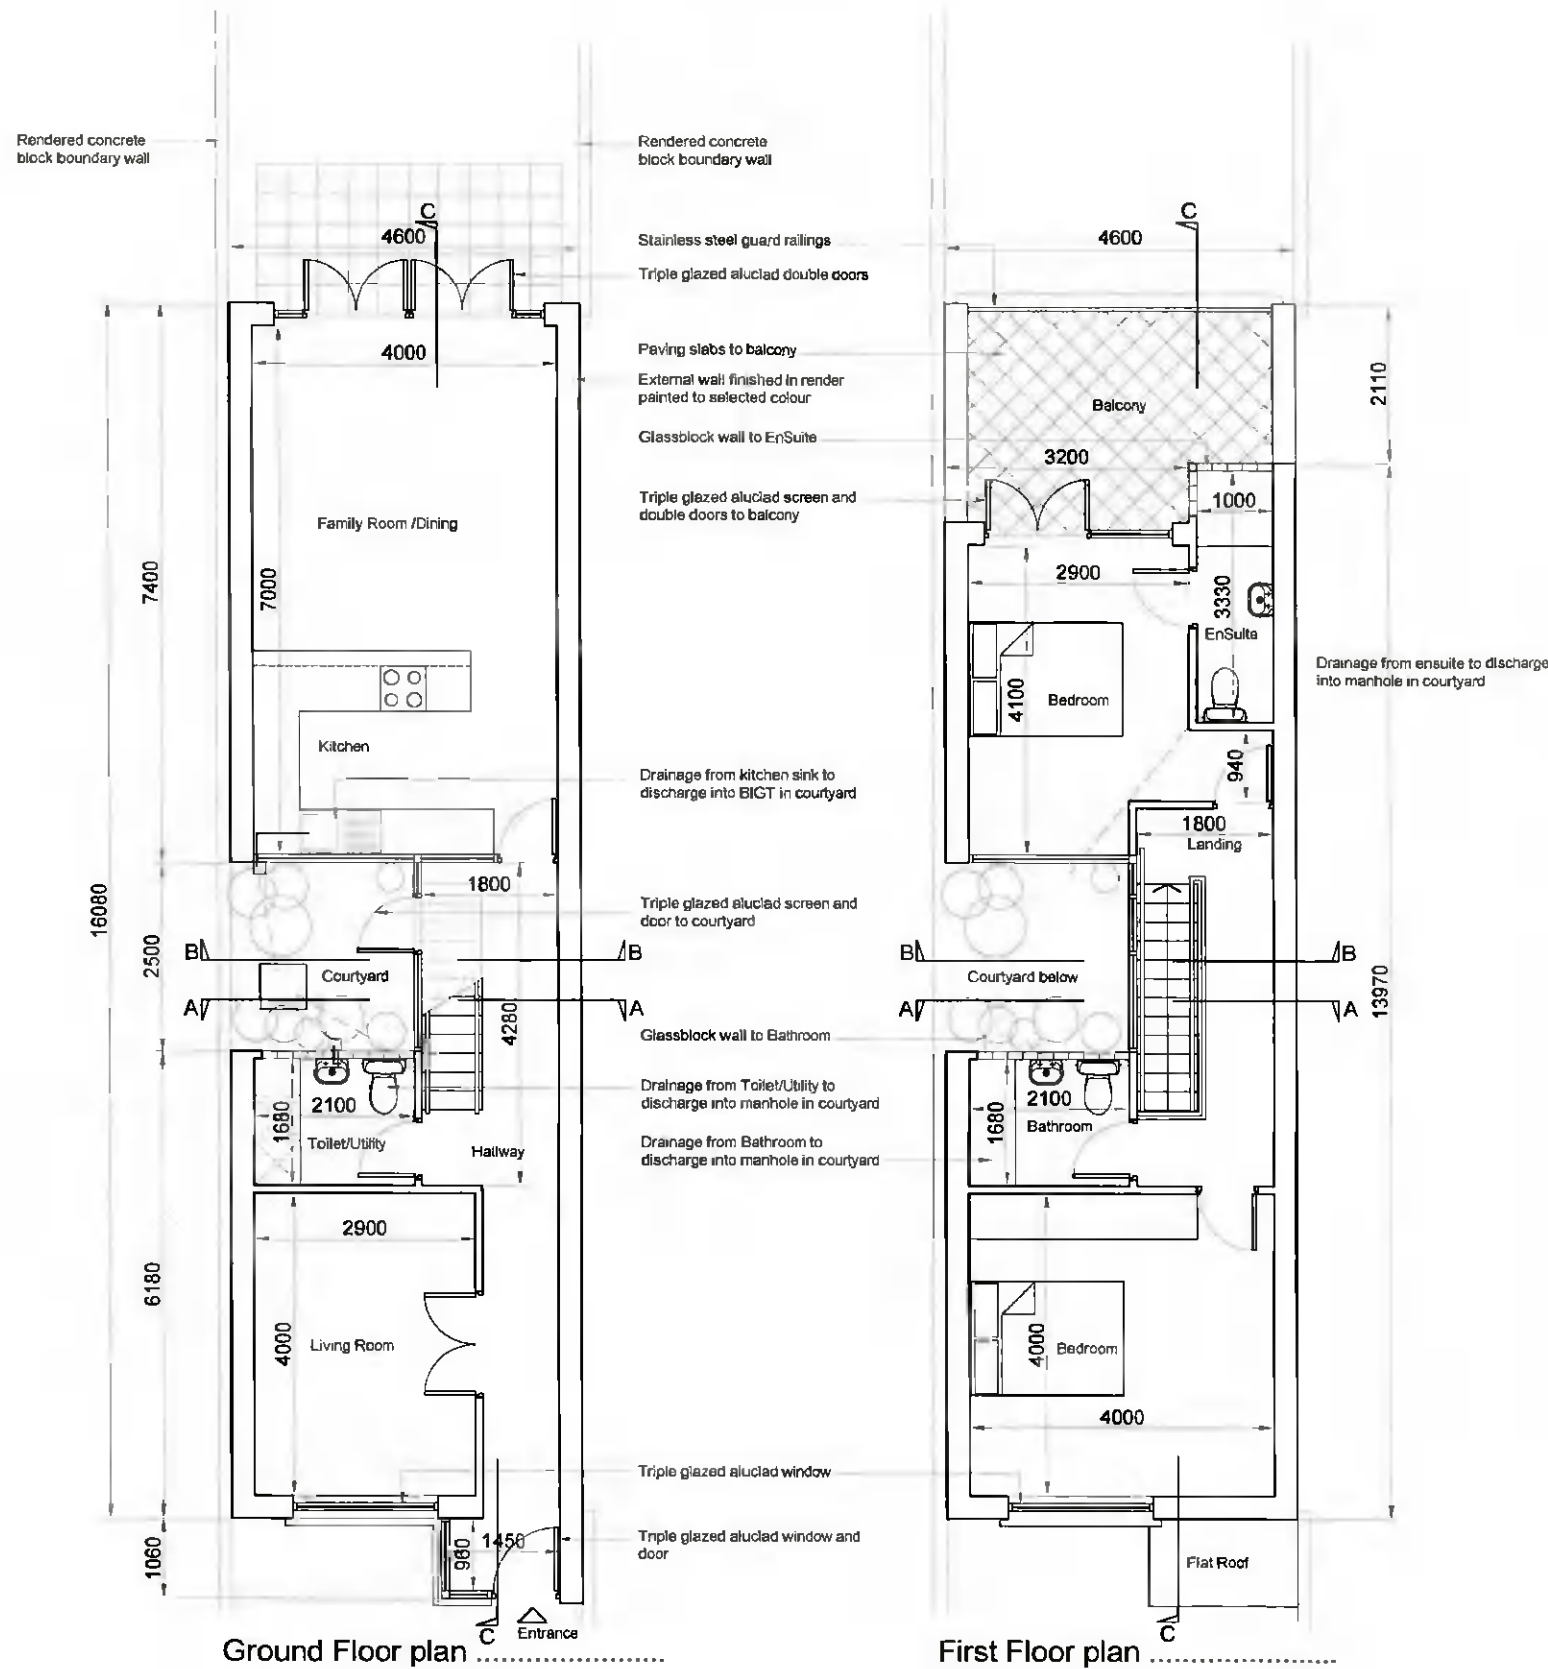 Rendered concrete
block boundary wall
C
4600
4000
Family Room /Dining
7400
7000
Kitchen
16080
1800
2500
B
B
Courtyard
A
A
4280
2100
1680
Toilet/Utility
Hallway
2900
6180
4000
Living Room
1060
980
1450
C
Entrance
Ground Floor plan
Rendered concrete
block boundary wall
Stainless steel guard railings
Triple glazed aluclad double doors
Paving slabs to balcony
External wall finished in render
painted to selected colour
Glassblock wall to EnSuite
Triple glazed aluclad screen and
double doors to balcony
Drainage from kitchen sink to
discharge into BIGT in courtyard
Triple glazed aluclad screen and
door to courtyard
Glassblock wall to Bathroom
Drainage from Toilet/Utility to
discharge into manhole in courtyard
Drainage from Bathroom to
discharge into manhole in courtyard
Triple glazed aluclad window
Triple glazed aluclad window and
door
C
4600
2110
Balcony
3200
1000
2900
3330
EnSuite
Drainage from ensuite to discharge
into manhole in courtyard
4100
Bedroom
940
1800
Landing
B
B
Courtyard below
13970
A
A
2100
1680
Bathroom
4000
Bedroom
4000
Flat Roof
C
First Floor plan